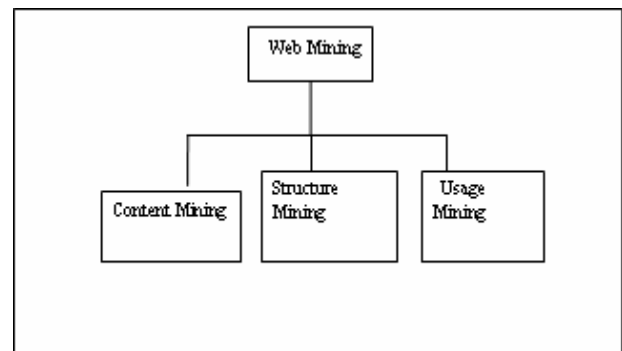 Web Mining
Content Mining
Structure
Mining
Usage
Mining